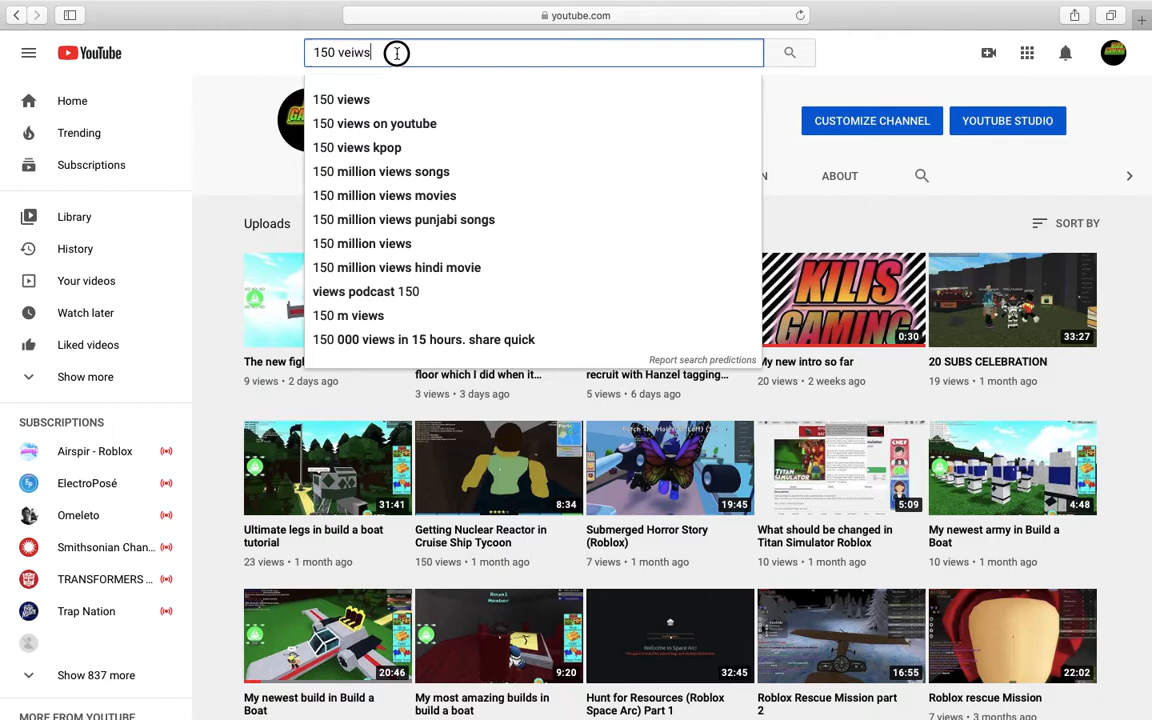 youtube.com
YouTube
150 veiws
150 views
150 views on youtube
150 views kpop
150 million views songs
150 million views movies
150 million views punjabi songs
150 million views
150 million views hindi movie
views podcast 150
150 m views
150 000 views in 15 hours. share quick
Report search predictions
CUSTOMIZE CHANNEL
YOUTUBE STUDIO
N
ABOUT
Home
Trending
Subscriptions
Library
History
Your videos
Watch later
Liked videos
Show more
SUBSCRIPTIONS
Airspir - Roblox
ElectroPosé
Omeleto
Smithsonian Chan...
TRANSFORMERS ...
Trap Nation
Show 837 more
MORE FROM YOUTUBE
Uploads
SORT BY
KILIS
GAMING
0:30
33:27
The new fig
9 views • 2 days ago
floor which I did when it...
3 views • 3 days ago
recruit with Hanzel tagging...
5 views • 6 days ago
My new intro so far
20 views • 2 weeks ago
20 SUBS CELEBRATION
19 views • 1 month ago
31:41
8:34
19:45
5:09
4:48
Ultimate legs in build a boat
tutorial
23 views • 1 month ago
Getting Nuclear Reactor in
Cruise Ship Tycoon
150 views • 1 month ago
Submerged Horror Story
(Roblox)
7 views • 1 month ago
What should be changed in
Titan Simulator Roblox
10 views • 1 month ago
My newest army in Build a
Boat
10 views • 1 month ago
20:46
9:20
Welcome to Space Arc!
32:45
16:55
22:02
My newest build in Build a
Boat
My most amazing builds in
build a boat
Hunt for Resources (Roblox
Space Arc) Part 1
Roblox Rescue Mission part
2
Roblox rescue Mission
7 views • 3 months ago